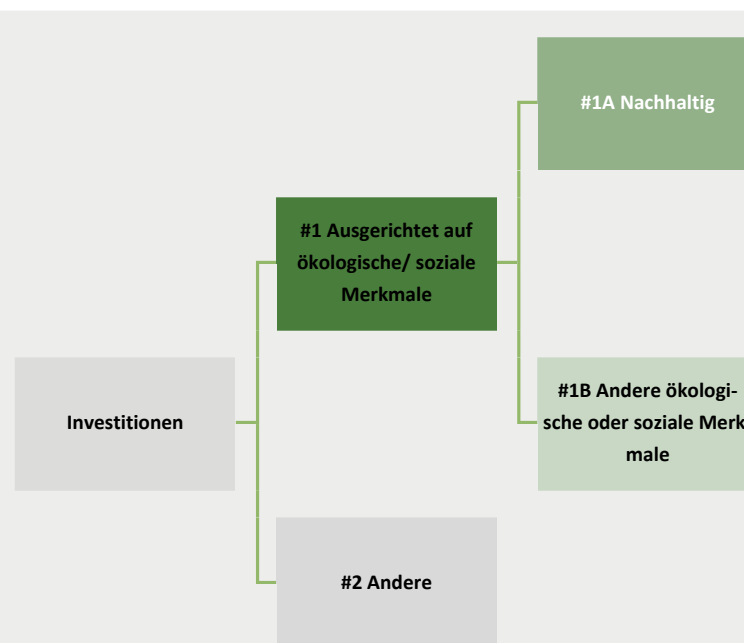 #1A Nachhaltig
#1 Ausgerichtet auf
ökologische/ soziale
Merkmale
Investitionen
#1B Andere ökologi-
sche oder soziale Merk
male
#2 Andere